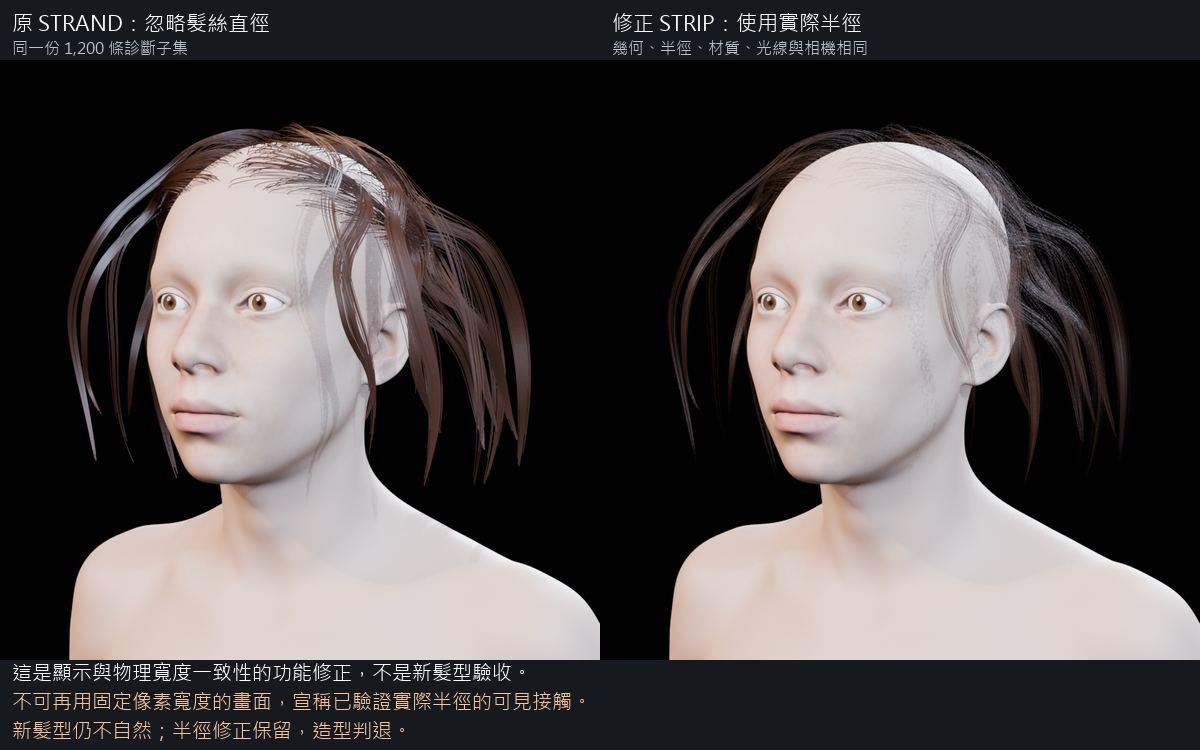 原 STRAND：忽略髮絲直徑
同一份 1,200 條診斷子集
修正 STRIP：使用實際半徑
幾何、半徑、材質、光線與相機相同
這是顯示與物理寬度一致性的功能修正，不是新髮型驗收。
不可再用固定像素寬度的畫面，宣稱已驗證實際半徑的可見接觸。
新髮型仍不自然；半徑修正保留，造型判退。